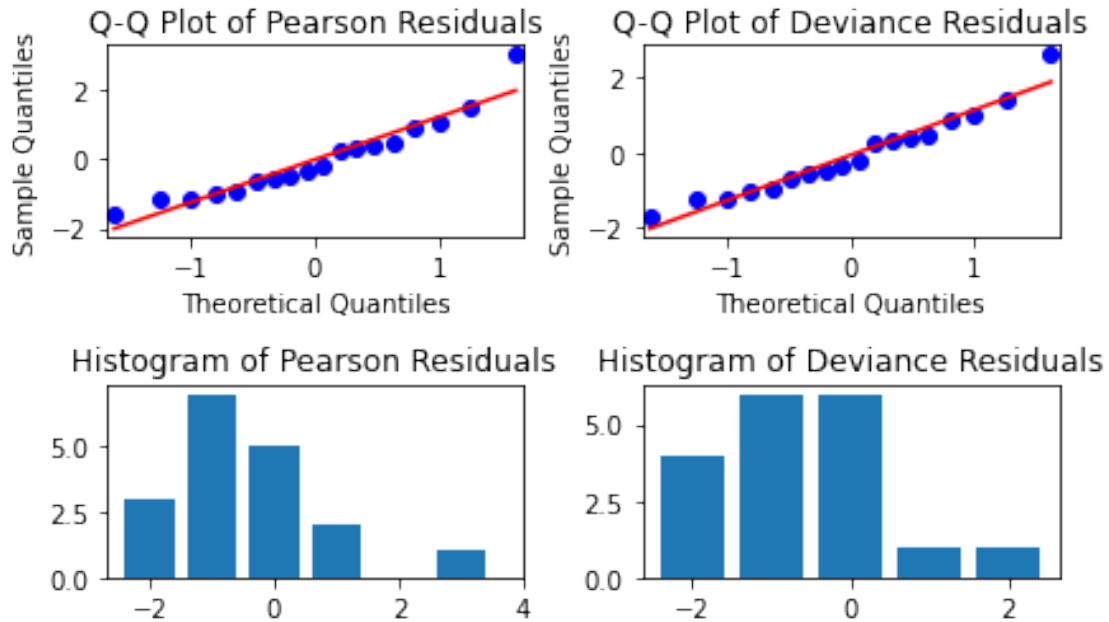 Q-Q Plot of Pearson Residuals
Sample Quantiles
2
0
−2
−1 0 1
Theoretical Quantiles
Q-Q Plot of Deviance Residuals
Sample Quantiles
2
0
−2
−1 0 1
Theoretical Quantiles
Histogram of Pearson Residuals
5.0
2.5
0.0
−2 0 2 4
Histogram of Deviance Residuals
5.0
2.5
0.0
−2 0 2